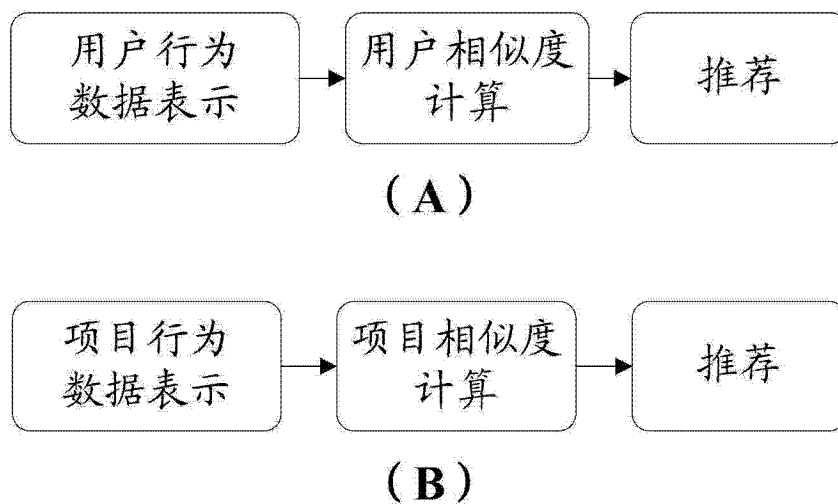 用户行为
数据表示
用户相似度
计算
推荐
(A)
项目行为
数据表示
项目相似度
计算
推荐
(B)